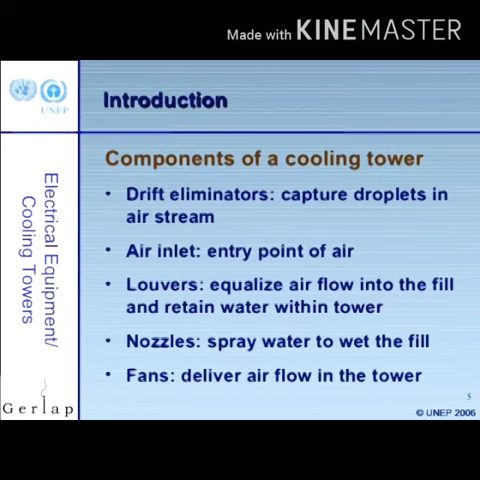 Made with KINEMASTER
UNEP
Introduction
Electrical Equipment/
Cooling Towers
Components of a cooling tower
• Drift eliminators: capture droplets in
air stream
• Air inlet: entry point of air
• Louvers: equalize air flow into the fill
and retain water within tower
• Nozzles: spray water to wet the fill
• Fans: deliver air flow in the tower
Gerlap
5
© UNEP 2006